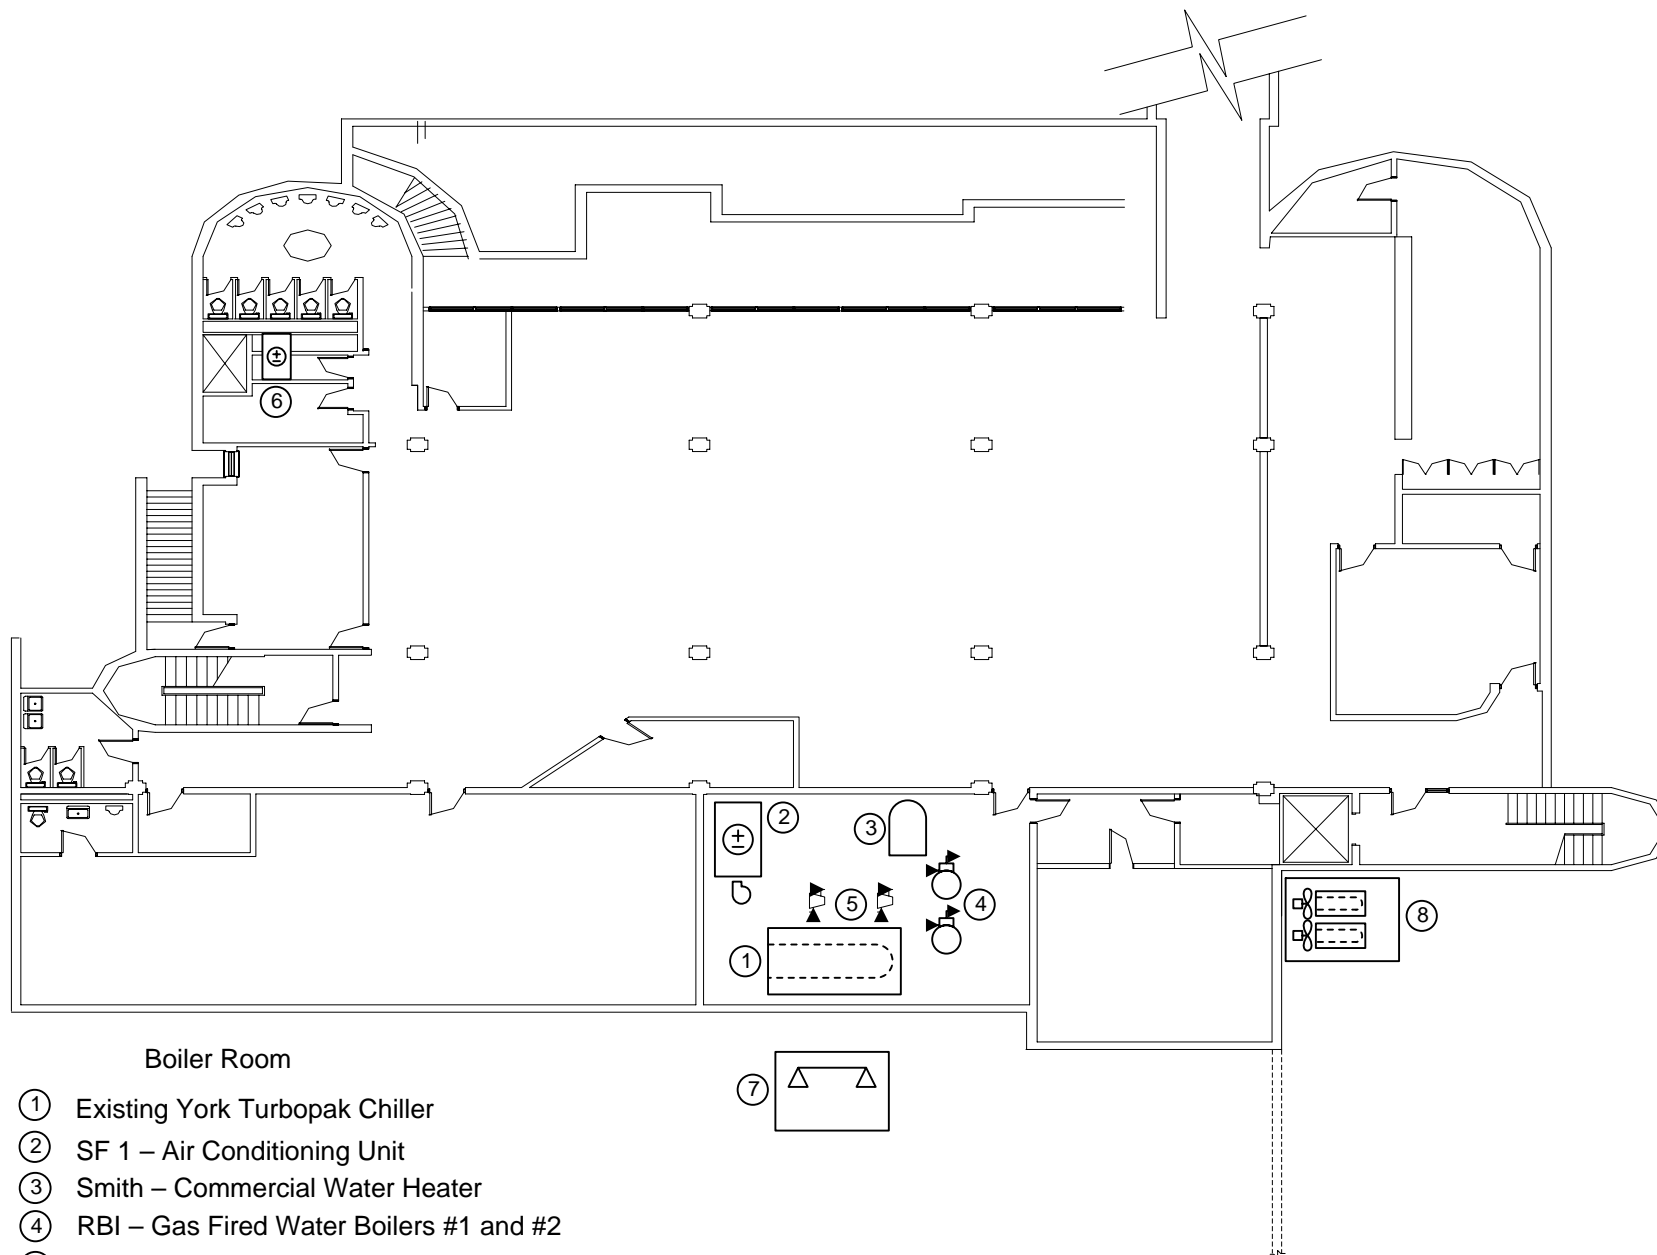 6
2
3
5
4
1
8
7
Boiler Room
1 Existing York Turbopak Chiller
2 SF 1 – Air Conditioning Unit
3 Smith – Commercial Water Heater
4 RBI – Gas Fired Water Boilers #1 and #2